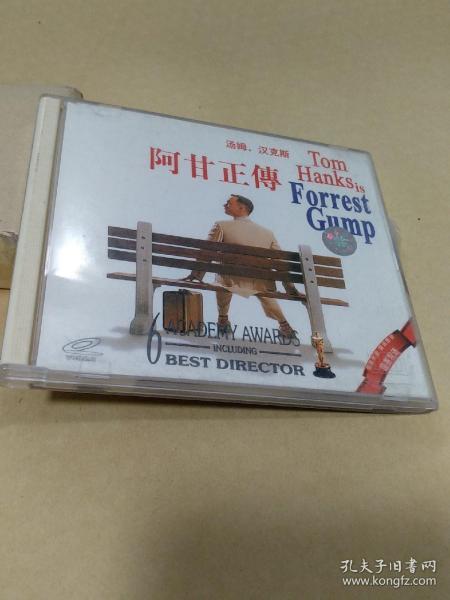 汤姆．汉克斯
阿甘正傳
Tom
Hanks is
Forrest
Gump
6 ACADEMY AWARDS
INCLUDING
BEST DIRECTOR
孔夫子旧书网
www.kongfz.com